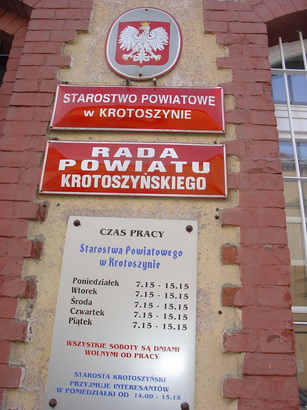 STAROSTWO POWIATOWE
w KROTOSZYNIE
RADA
POWIATU
KROTOSZYŃSKIEGO
CZAS PRACY
Starostwa Powiatowego
w Krotoszynie
Poniedziałek 7.15 - 15.15
Wtorek 7.15 - 15.15
Środa 7.15 - 15.15
Czwartek 7.15 - 15.15
Piątek 7.15 - 15.15
WSZYSTKIE SOBOTY SĄ DNIAMI
WOLNYMI OD PRACY
STAROSTA KROTOSZYŃSKI
PRZYJMUJE INTERESANTÓW
W PONIEDZIAŁKI OD 14.00 - 15.15